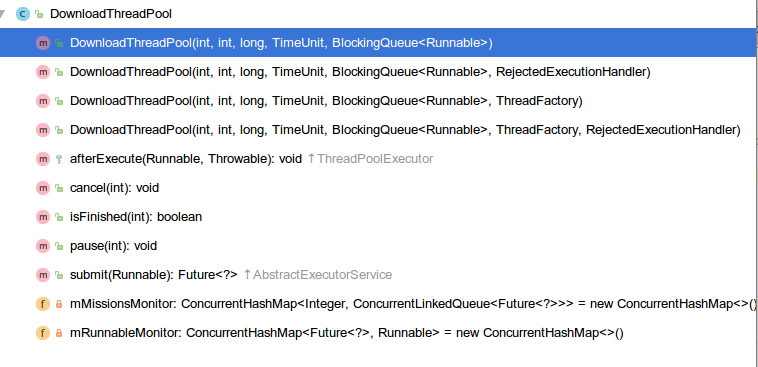 C DownloadThreadPool
m DownloadThreadPool(int, int, long, TimeUnit, BlockingQueue<Runnable>)
m DownloadThreadPool(int, int, long, TimeUnit, BlockingQueue<Runnable>, RejectedExecutionHandler)
m DownloadThreadPool(int, int, long, TimeUnit, BlockingQueue<Runnable>, ThreadFactory)
m DownloadThreadPool(int, int, long, TimeUnit, BlockingQueue<Runnable>, ThreadFactory, RejectedExecutionHandler)
m afterExecute(Runnable, Throwable): void ↑ThreadPoolExecutor
m cancel(int): void
m isFinished(int): boolean
m pause(int): void
m submit(Runnable): Future<?> ↑AbstractExecutorService
f mMissionsMonitor: ConcurrentHashMap<Integer, ConcurrentLinkedQueue<Future<?>>> = new ConcurrentHashMap<>()
f mRunnableMonitor: ConcurrentHashMap<Future<?>, Runnable> = new ConcurrentHashMap<>()